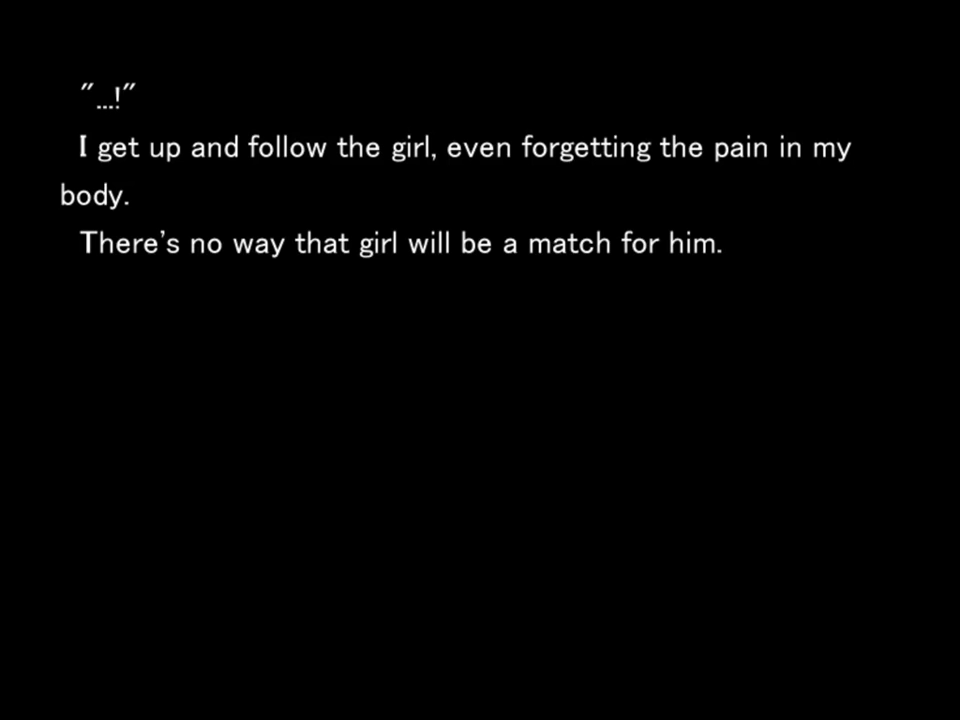 "...!"
I get up and follow the girl, even forgetting the pain in my
body.
There's no way that girl will be a match for him.